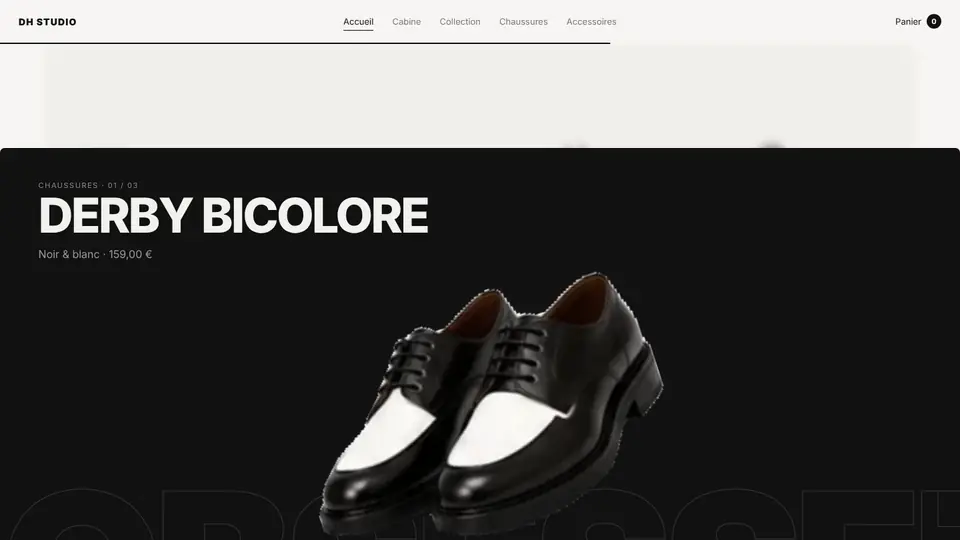 DH STUDIO
Accueil Cabine Collection Chaussures Accessoires
Panier 0
CHAUSSURES · 01 / 03
DERBY BICOLORE
Noir & blanc · 159,00 €